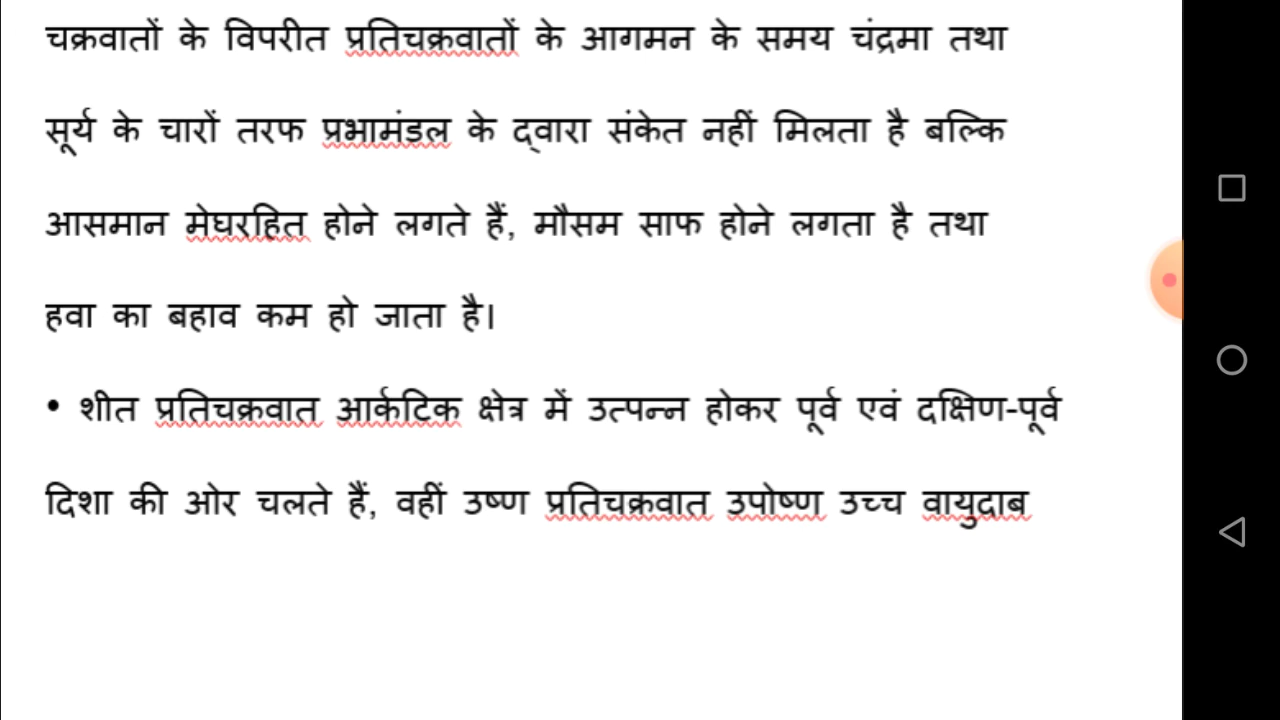 चक्रवातों के विपरीत प्रतिचक्रवातों के आगमन के समय चंद्रमा तथा
सूर्य के चारों तरफ प्रभामंडल के द्वारा संकेत नहीं मिलता है बल्कि
आसमान मेघरहित होने लगते हैं, मौसम साफ होने लगता है तथा
हवा का बहाव कम हो जाता है।
• शीत प्रतिचक्रवात आर्कटिक क्षेत्र में उत्पन्न होकर पूर्व एवं दक्षिण-पूर्व
दिशा की ओर चलते हैं, वहीं उष्ण प्रतिचक्रवात उपोष्ण उच्च वायुदाब